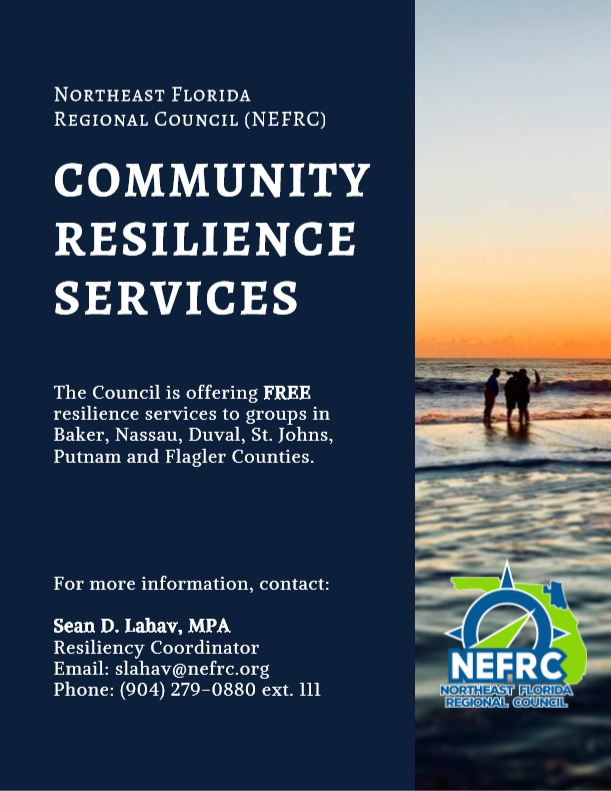 Northeast Florida
Regional Council (NEFRC)
COMMUNITY
RESILIENCE
SERVICES
The Council is offering FREE
resilience services to groups in
Baker, Nassau, Duval, St. Johns,
Putnam and Flagler Counties.
For more information, contact:
Sean D. Lahav, MPA
Resiliency Coordinator
Email: slahav@nefrc.org
Phone: (904) 279-0880 ext. 111
NEFRC
NORTHEAST FLORIDA
REGIONAL COUNCIL